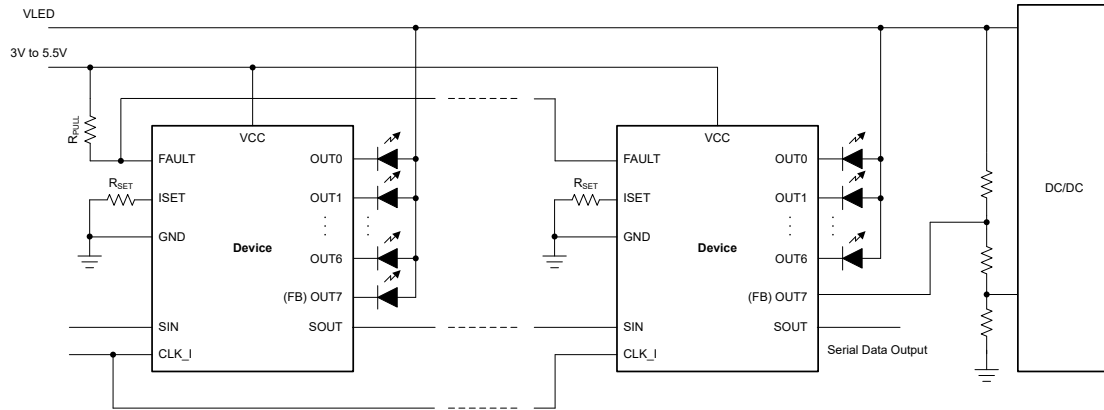 VLED
3V to 5.5V
RPULL
VCC
FAULT
OUT0
RSET
ISET
OUT1
GND
Device
OUT6
(FB) OUT7
SIN
SOUT
CLK_I
VCC
FAULT
OUT0
RSET
ISET
OUT1
GND
Device
OUT6
(FB) OUT7
SIN
SOUT
CLK_I
Serial Data Output
DC/DC